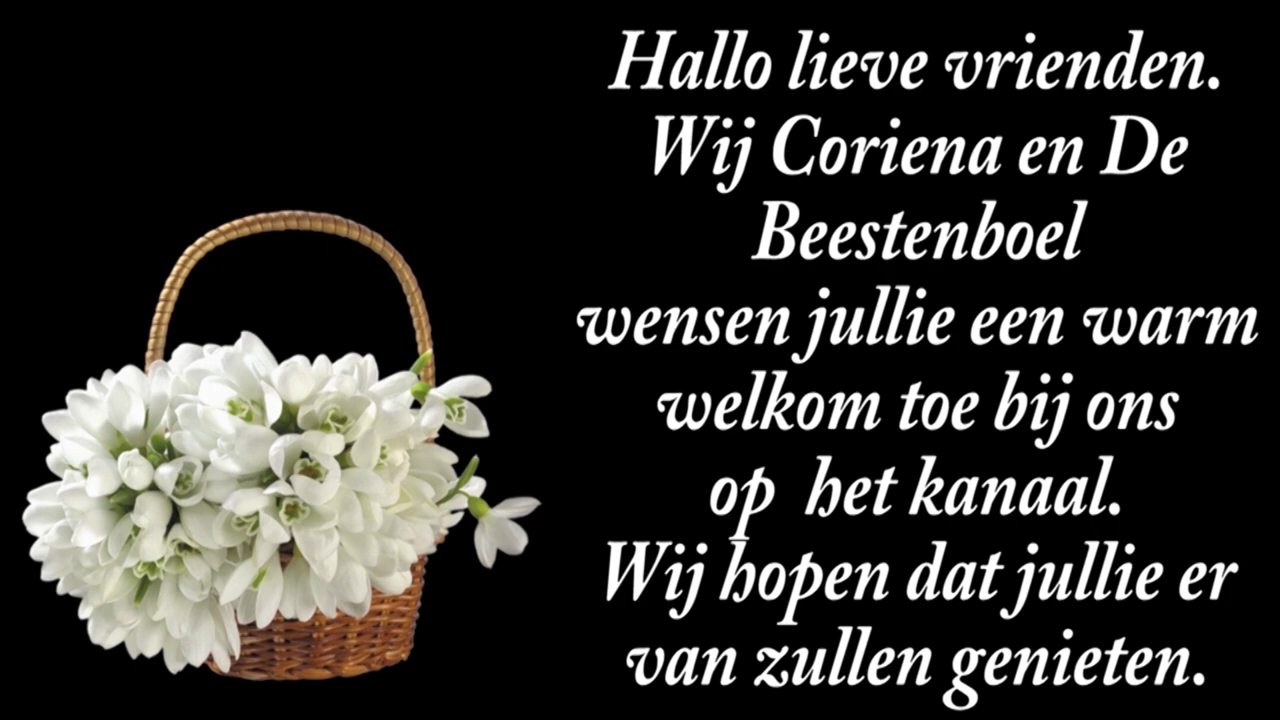 Hallo lieve vrienden.
Wij Coriena en De
Beestenboel
wensen jullie een warm
welkom toe bij ons
op het kanaal.
Wij hopen dat jullie er
van zullen genieten.